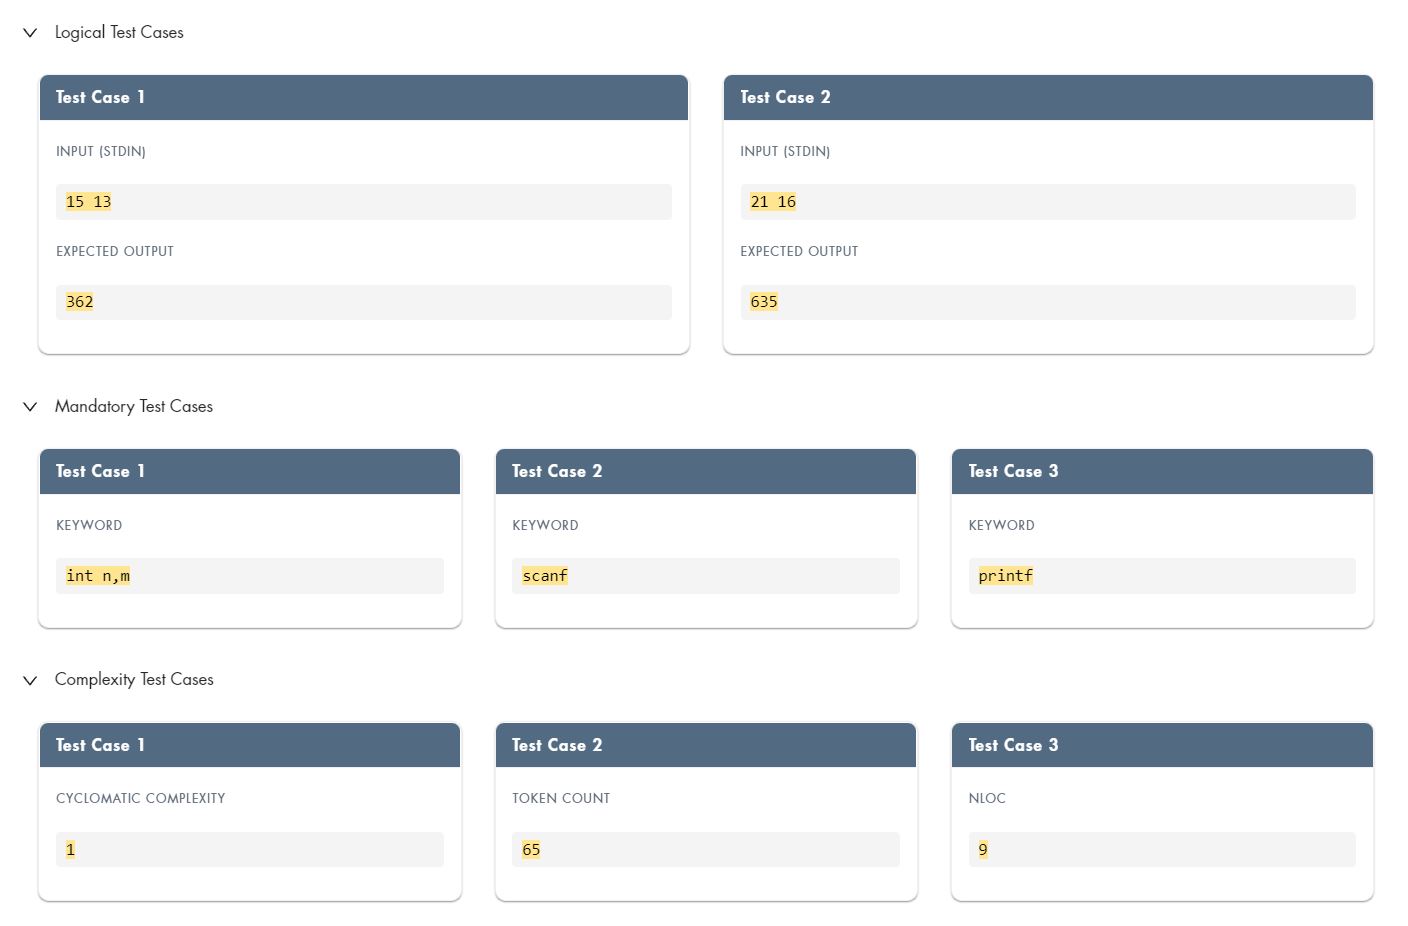 Logical Test Cases
Test Case 1
INPUT (STDIN)
15 13
EXPECTED OUTPUT
362
Test Case 2
INPUT (STDIN)
21 16
EXPECTED OUTPUT
635
Mandatory Test Cases
Test Case 1
KEYWORD
int n,m
Test Case 2
KEYWORD
scanf
Test Case 3
KEYWORD
printf
Complexity Test Cases
Test Case 1
CYCLOMATIC COMPLEXITY
1
Test Case 2
TOKEN COUNT
65
Test Case 3
NLOC
9